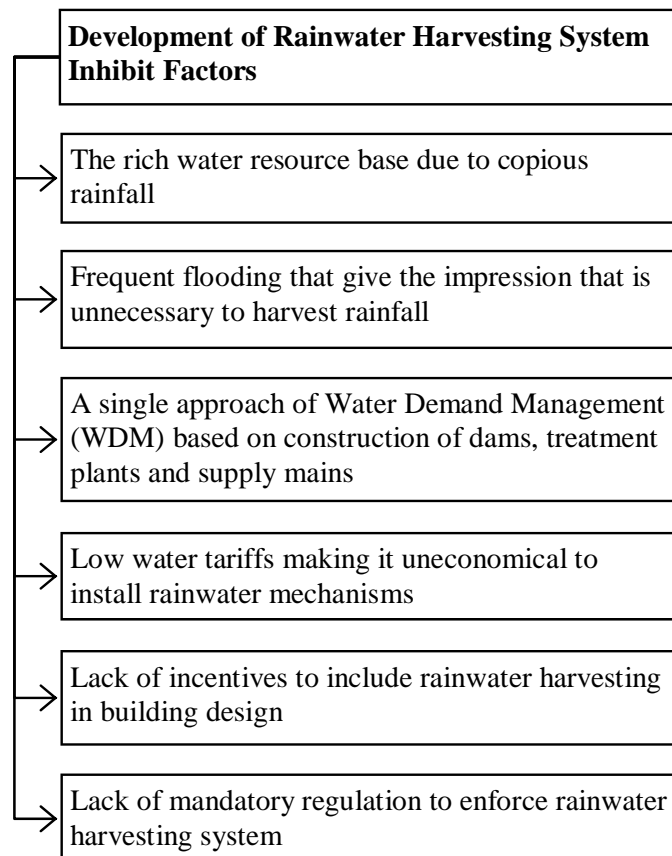 Development of Rainwater Harvesting System
Inhibit Factors
The rich water resource base due to copious
rainfall
Frequent flooding that give the impression that is
unnecessary to harvest rainfall
A single approach of Water Demand Management
(WDM) based on construction of dams, treatment
plants and supply mains
Low water tariffs making it uneconomical to
install rainwater mechanisms
Lack of incentives to include rainwater harvesting
in building design
Lack of mandatory regulation to enforce rainwater
harvesting system